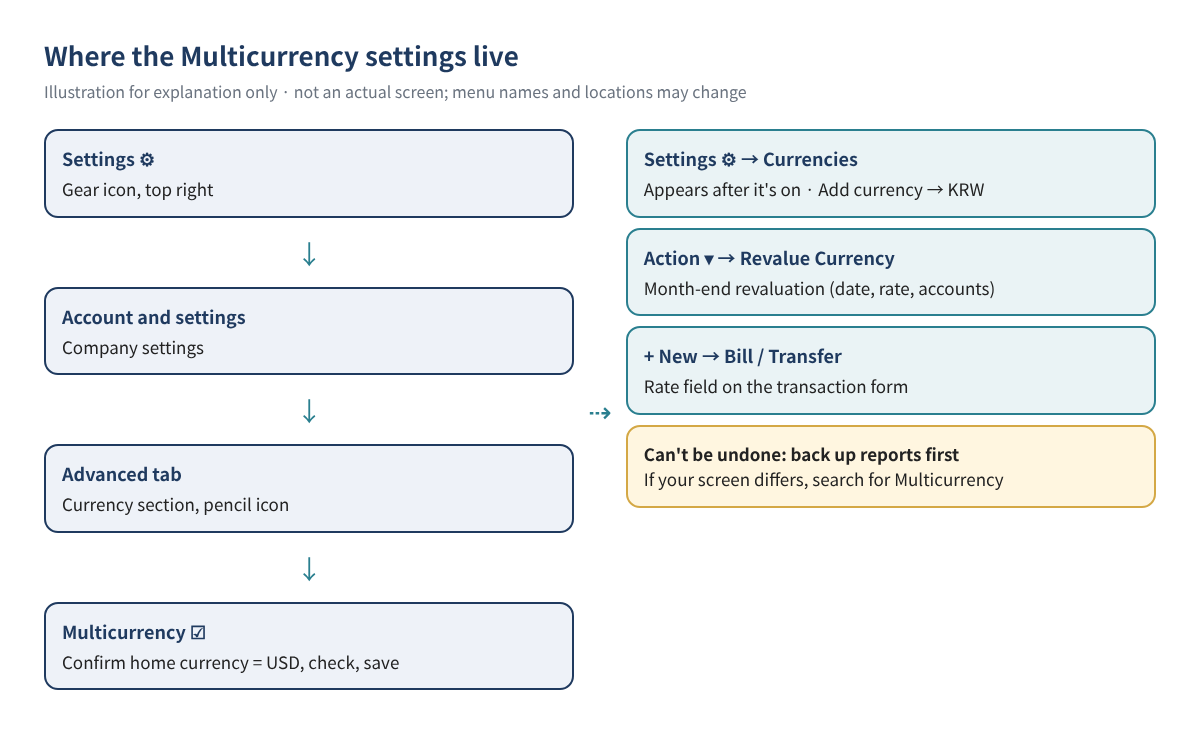 Where the Multicurrency settings live
Illustration for explanation only · not an actual screen; menu names and locations may change
Settings ⚙
Gear icon, top right
↓
Account and settings
Company settings
↓
Advanced tab
Currency section, pencil icon
↓
Multicurrency ☑
Confirm home currency = USD, check, save
⇢
Settings ⚙ → Currencies
Appears after it's on · Add currency → KRW
Action ▾ → Revalue Currency
Month-end revaluation (date, rate, accounts)
+ New → Bill / Transfer
Rate field on the transaction form
Can't be undone: back up reports first
If your screen differs, search for Multicurrency